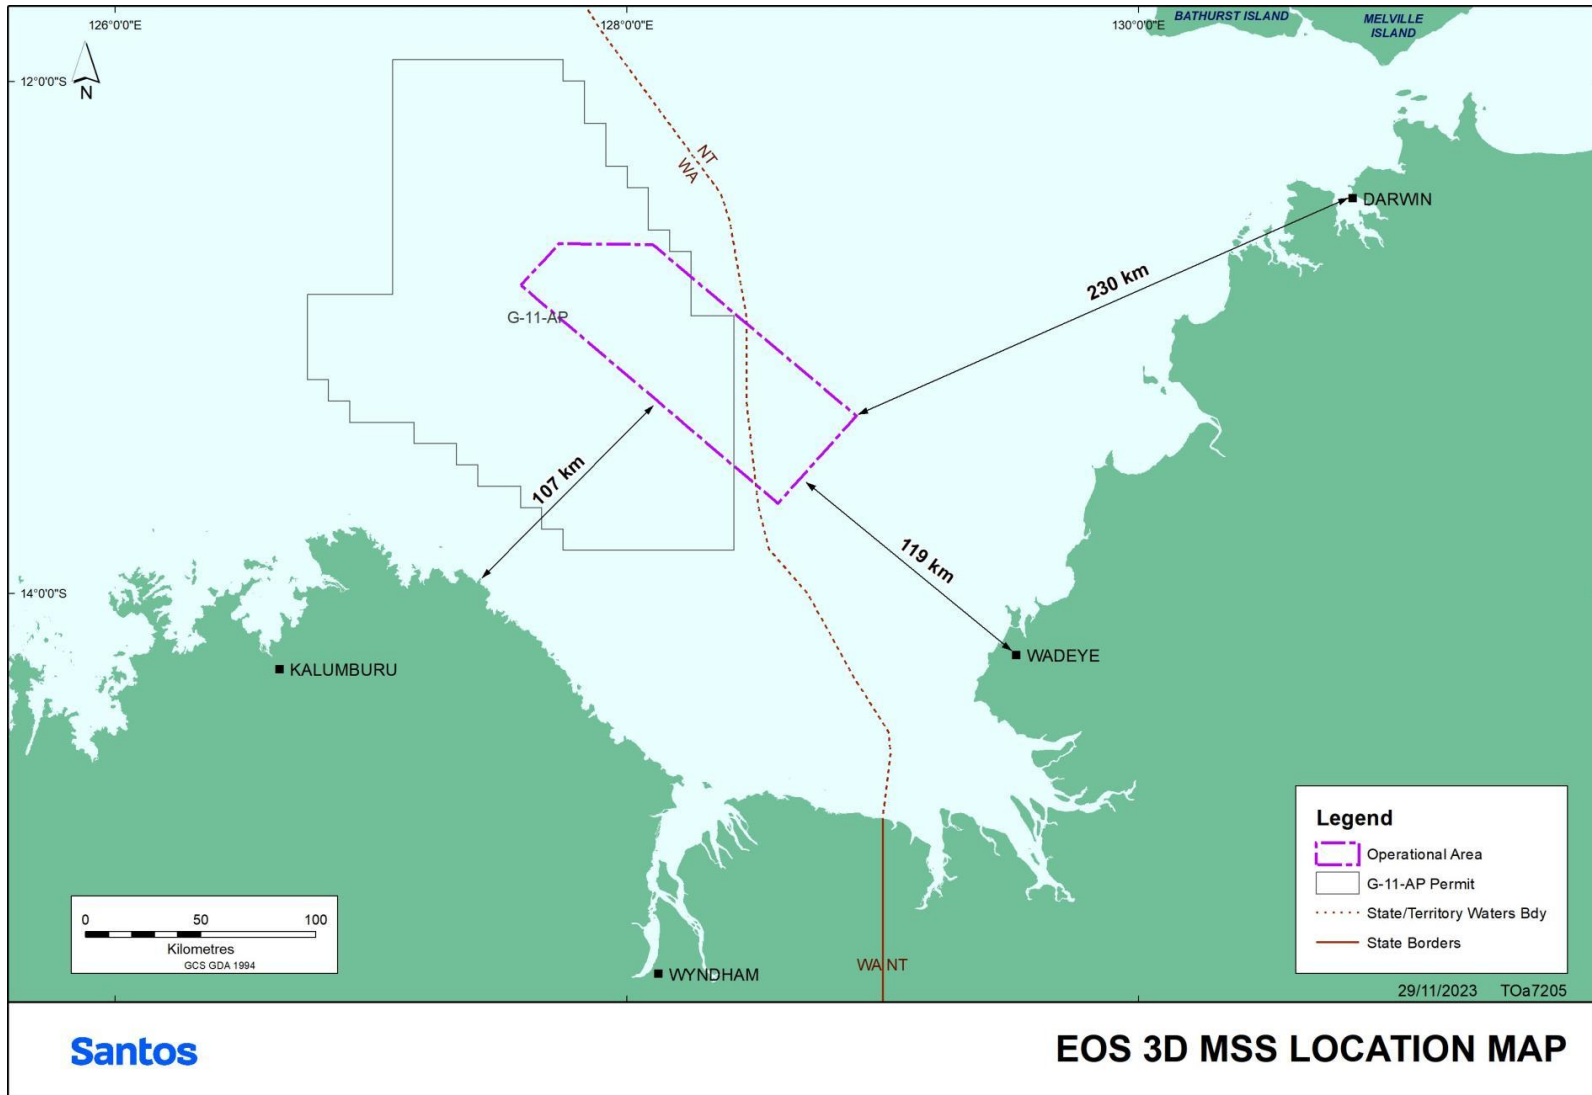 126°0'0"E
128°0'0"E
130°0'0"E
BATHURST ISLAND
MELVILLE
ISLAND
12°0'0"S
N
NT
WA
DARWIN
230 km
G-11-AP
107 km
119 km
14°0'0"S
KALUMBURU
WADEYE
Legend
Operational Area
G-11-AP Permit
State/Territory Waters Bdy
State Borders
0 50 100
Kilometres
GCS GDA 1994
WYNDHAM
WA NT
29/11/2023 TOa7205
Santos
EOS 3D MSS LOCATION MAP